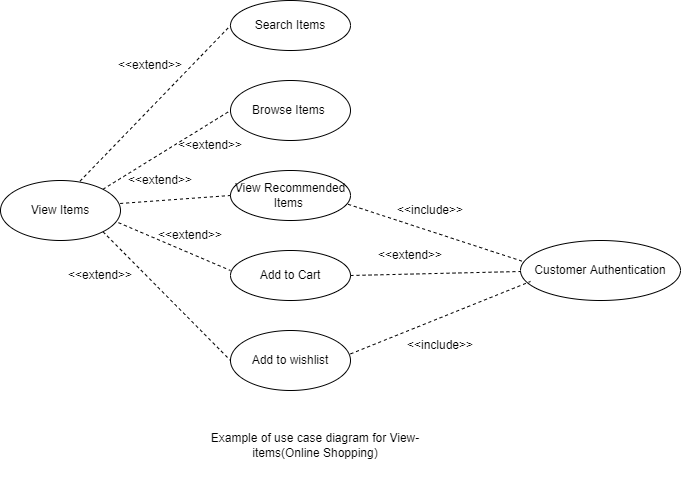 Search Items
<<extend>>
Browse Items
<<extend>>
<<extend>>
View Recommended
Items
View Items
<<include>>
<<extend>>
<<extend>>
Customer Authentication
<<extend>>
Add to Cart
<<include>>
Add to wishlist
Example of use case diagram for View-
items(Online Shopping)